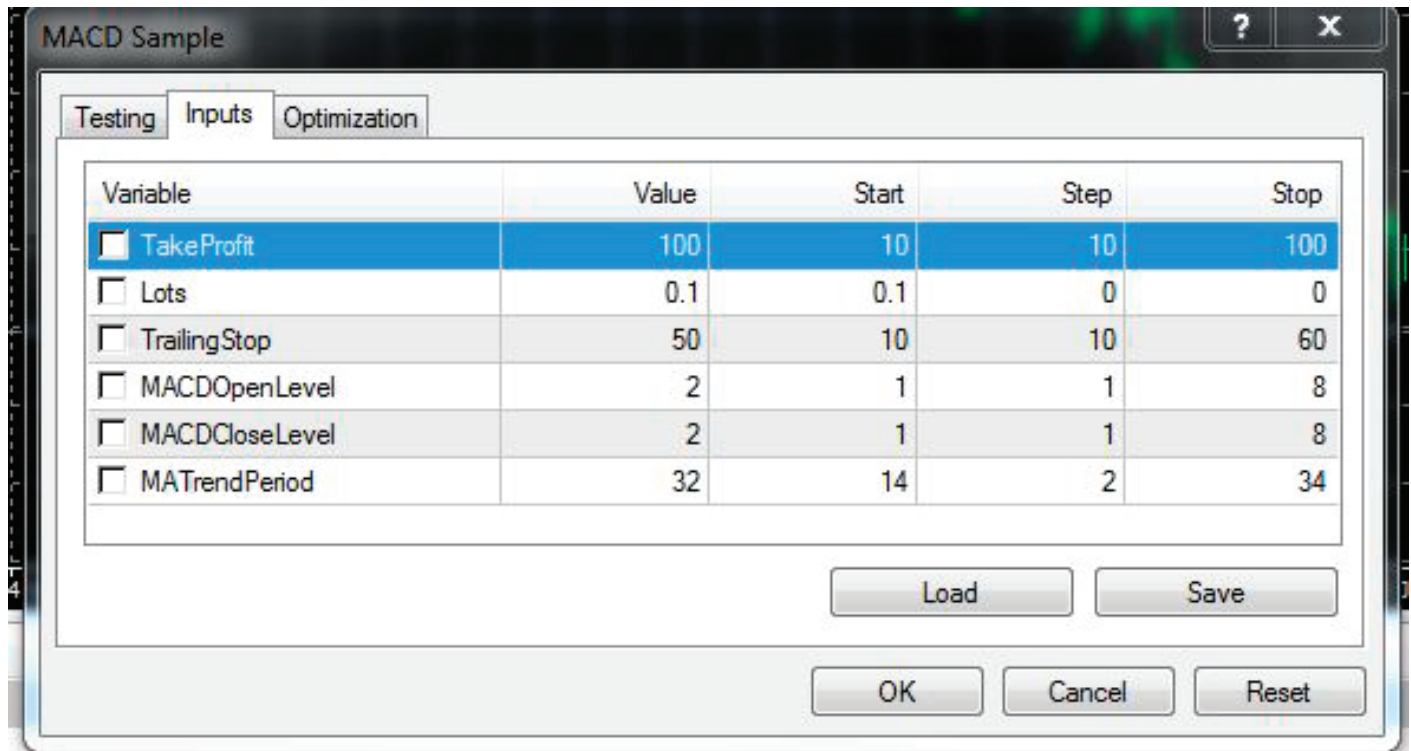 MACD Sample
? x
Testing Inputs Optimization
Variable Value Start Step Stop
TakeProfit 100 10 10 100
Lots 0.1 0.1 0 0
TrailingStop 50 10 10 60
MACDOpenLevel 2 1 1 8
MACDCloseLevel 2 1 1 8
MATrendPeriod 32 14 2 34
4
Load Save
OK Cancel Reset